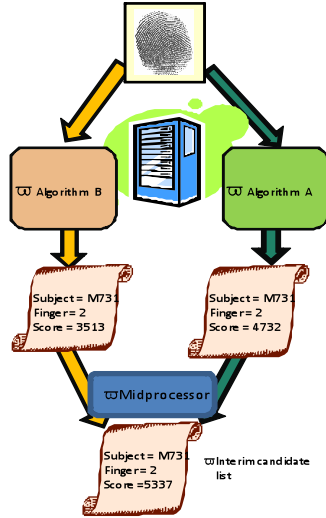 ϖ Algorithm B
ϖ Algorithm A
Subject = M731
Finger = 2
Score = 3513
Subject = M731
Finger = 2
Score = 4732
ϖMidprocessor
Subject = M731
Finger = 2
Score =5337
ϖInterim candidate
list